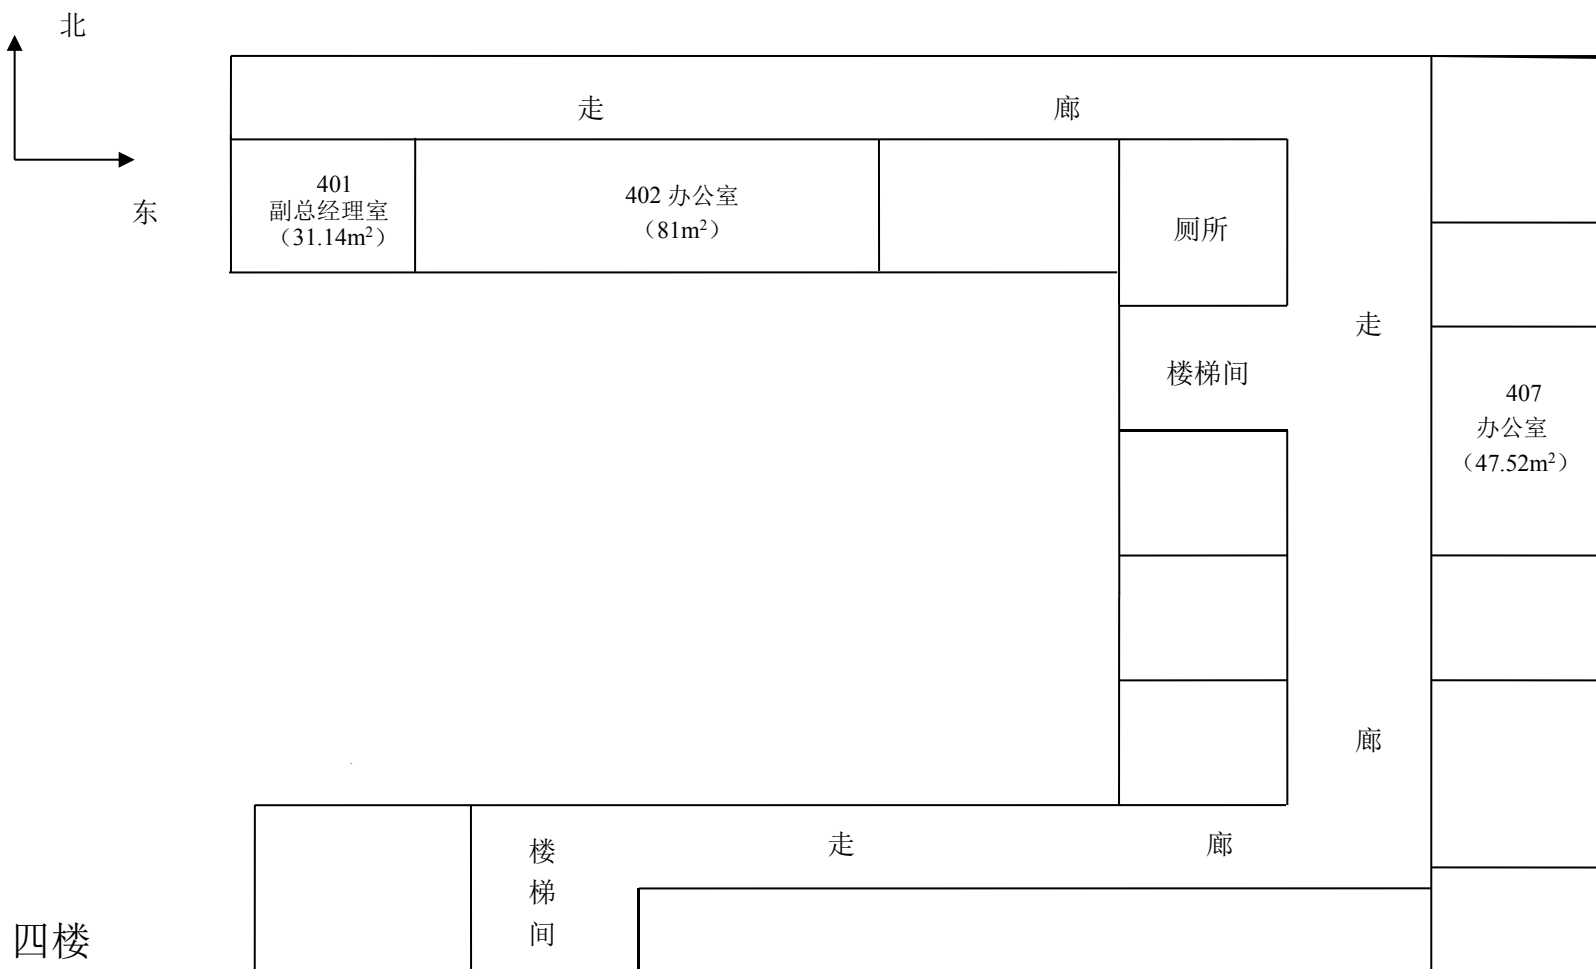 北
东
走 廊
401
副总经理室
（31.14m²）
402 办公室
（81m²）
厕所
走
楼梯间
407
办公室
（47.52m²）
廊
楼
梯
间
走 廊
四楼